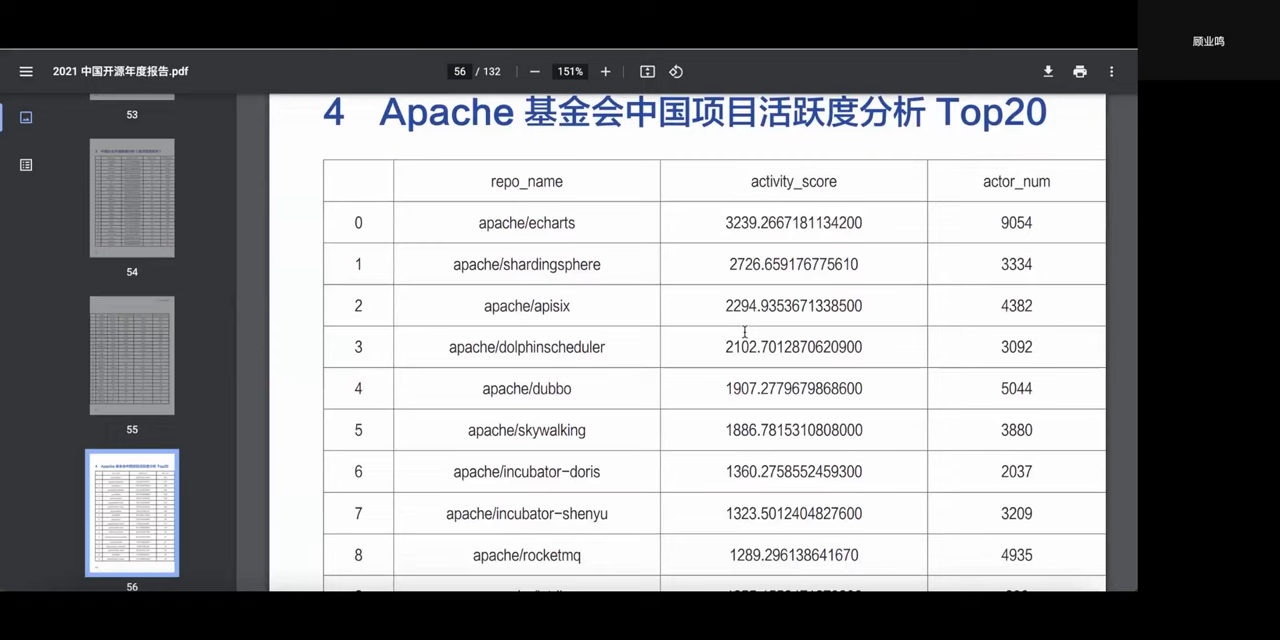 顾业鸣
2021 中国开源年度报告.pdf
56 / 132
151%
53
54
55
56
4 Apache 基金会中国项目活跃度分析 Top20
repo_name activity_score actor_num
0 apache/echarts 3239.2667181134200 9054
1 apache/shardingsphere 2726.659176775610 3334
2 apache/apisix 2294.9353671338500 4382
3 apache/dolphinscheduler 2102.7012870620900 3092
4 apache/dubbo 1907.2779679868600 5044
5 apache/skywalking 1886.7815310808000 3880
6 apache/incubator-doris 1360.2758552459300 2037
7 apache/incubator-shenyu 1323.5012404827600 3209
8 apache/rocketmq 1289.296138641670 4935